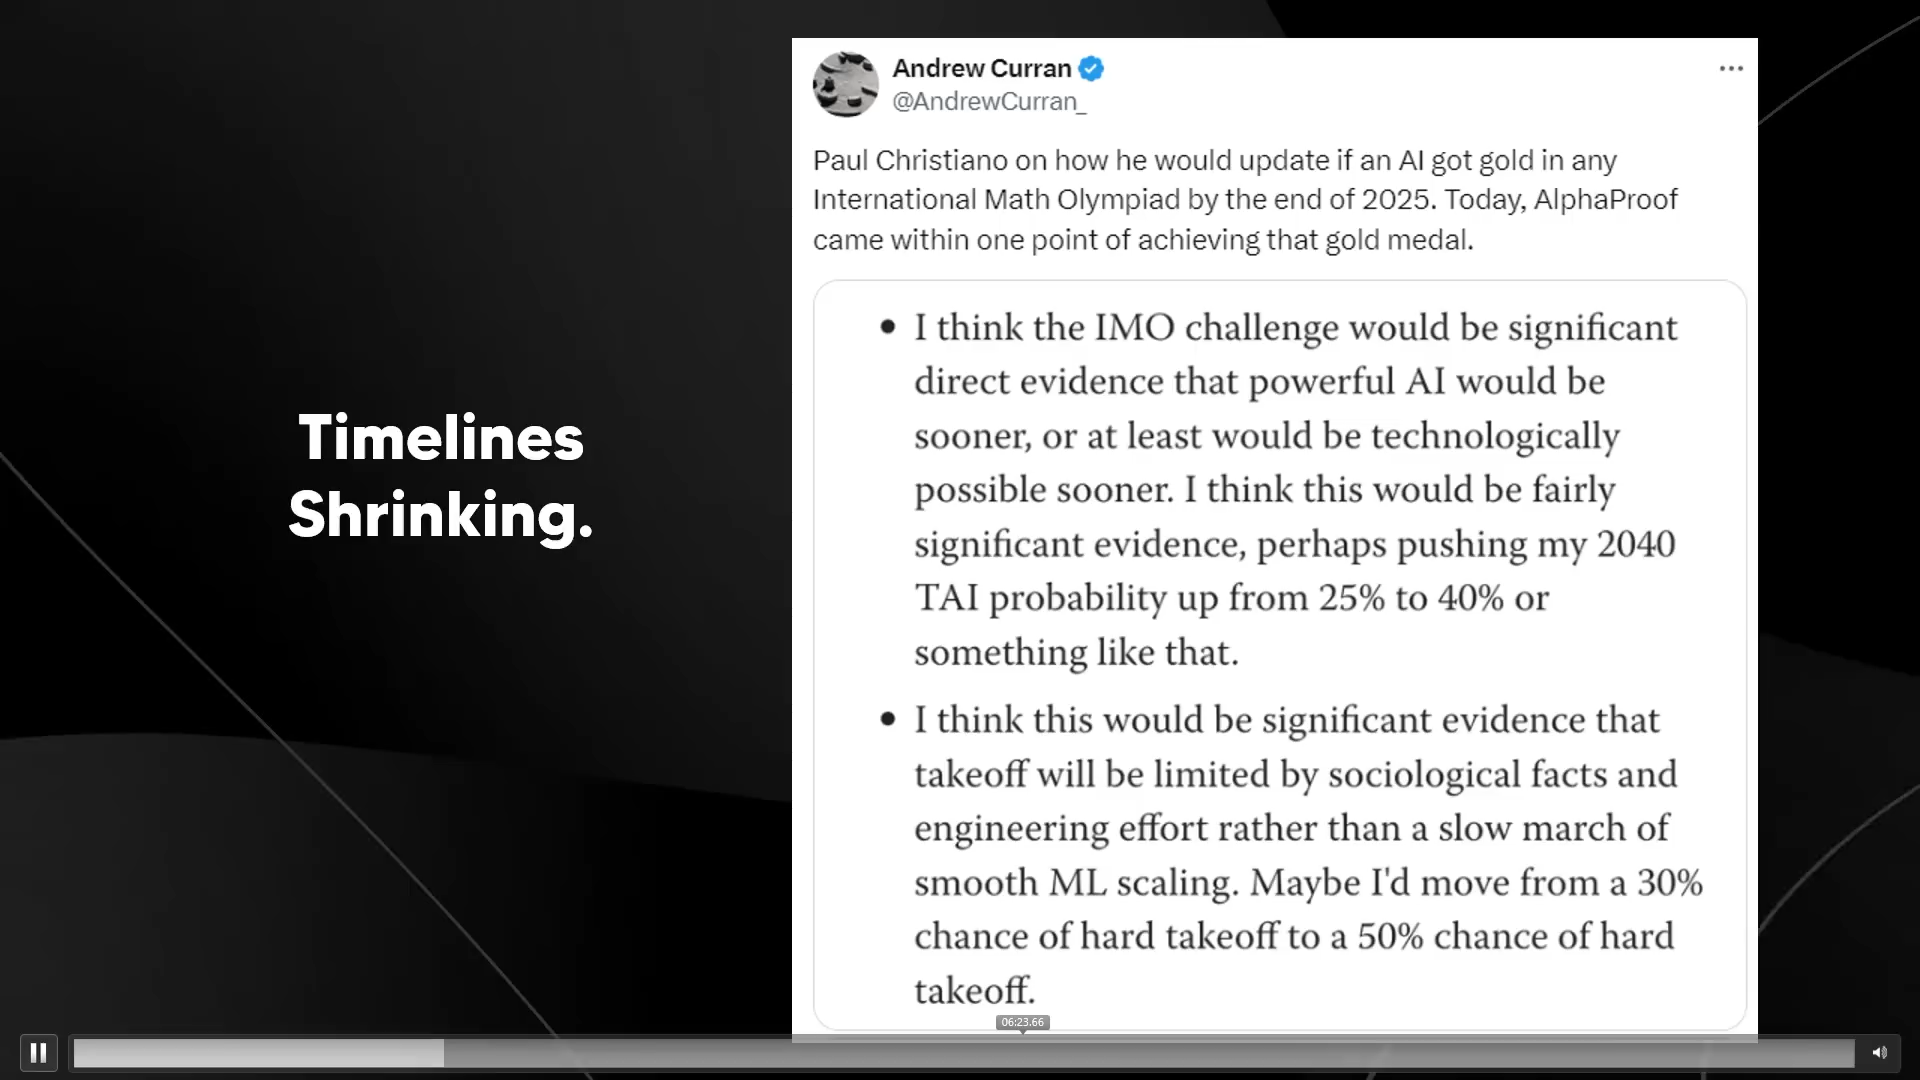 Timelines
Shrinking.
Andrew Curran
@AndrewCurran_
Paul Christiano on how he would update if an AI got gold in any
International Math Olympiad by the end of 2025. Today, AlphaProof
came within one point of achieving that gold medal.
• I think the IMO challenge would be significant
direct evidence that powerful AI would be
sooner, or at least would be technologically
possible sooner. I think this would be fairly
significant evidence, perhaps pushing my 2040
TAI probability up from 25% to 40% or
something like that.
• I think this would be significant evidence that
takeoff will be limited by sociological facts and
engineering effort rather than a slow march of
smooth ML scaling. Maybe I'd move from a 30%
chance of hard takeoff to a 50% chance of hard
takeoff.
06:23.66